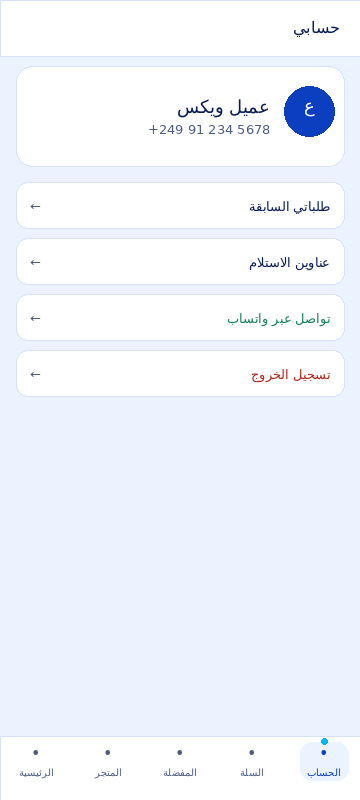 حسابي
ع
عميل ويكس
+249 91 234 5678
طلباتي السابقة ←
عناوين الاستلام ←
تواصل عبر واتساب ←
تسجيل الخروج ←
الحساب السلة المفضلة المتجر الرئيسية